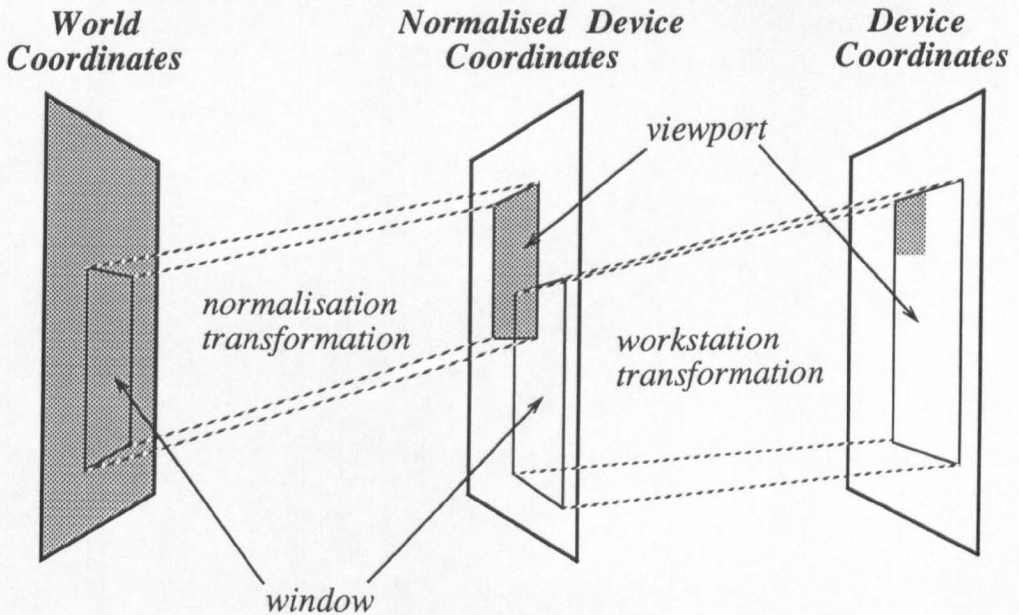 World
Coordinates
Normalised Device
Coordinates
Device
Coordinates
viewport
normalisation
transformation
workstation
transformation
window